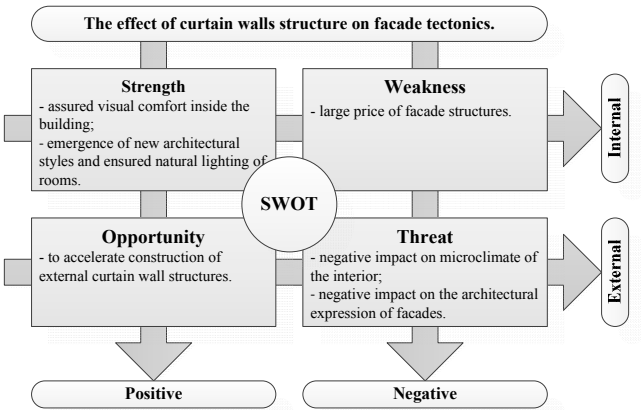 The effect of curtain walls structure on facade tectonics.
Strength
- assured visual comfort inside the
building;
- emergence of new architectural
styles and ensured natural lighting of
rooms.
Weakness
- large price of facade structures.
Internal
SWOT
Opportunity
- to accelerate construction of
external curtain wall structures.
Threat
- negative impact on microclimate of
the interior;
- negative impact on the architectural
expression of facades.
External
Positive
Negative